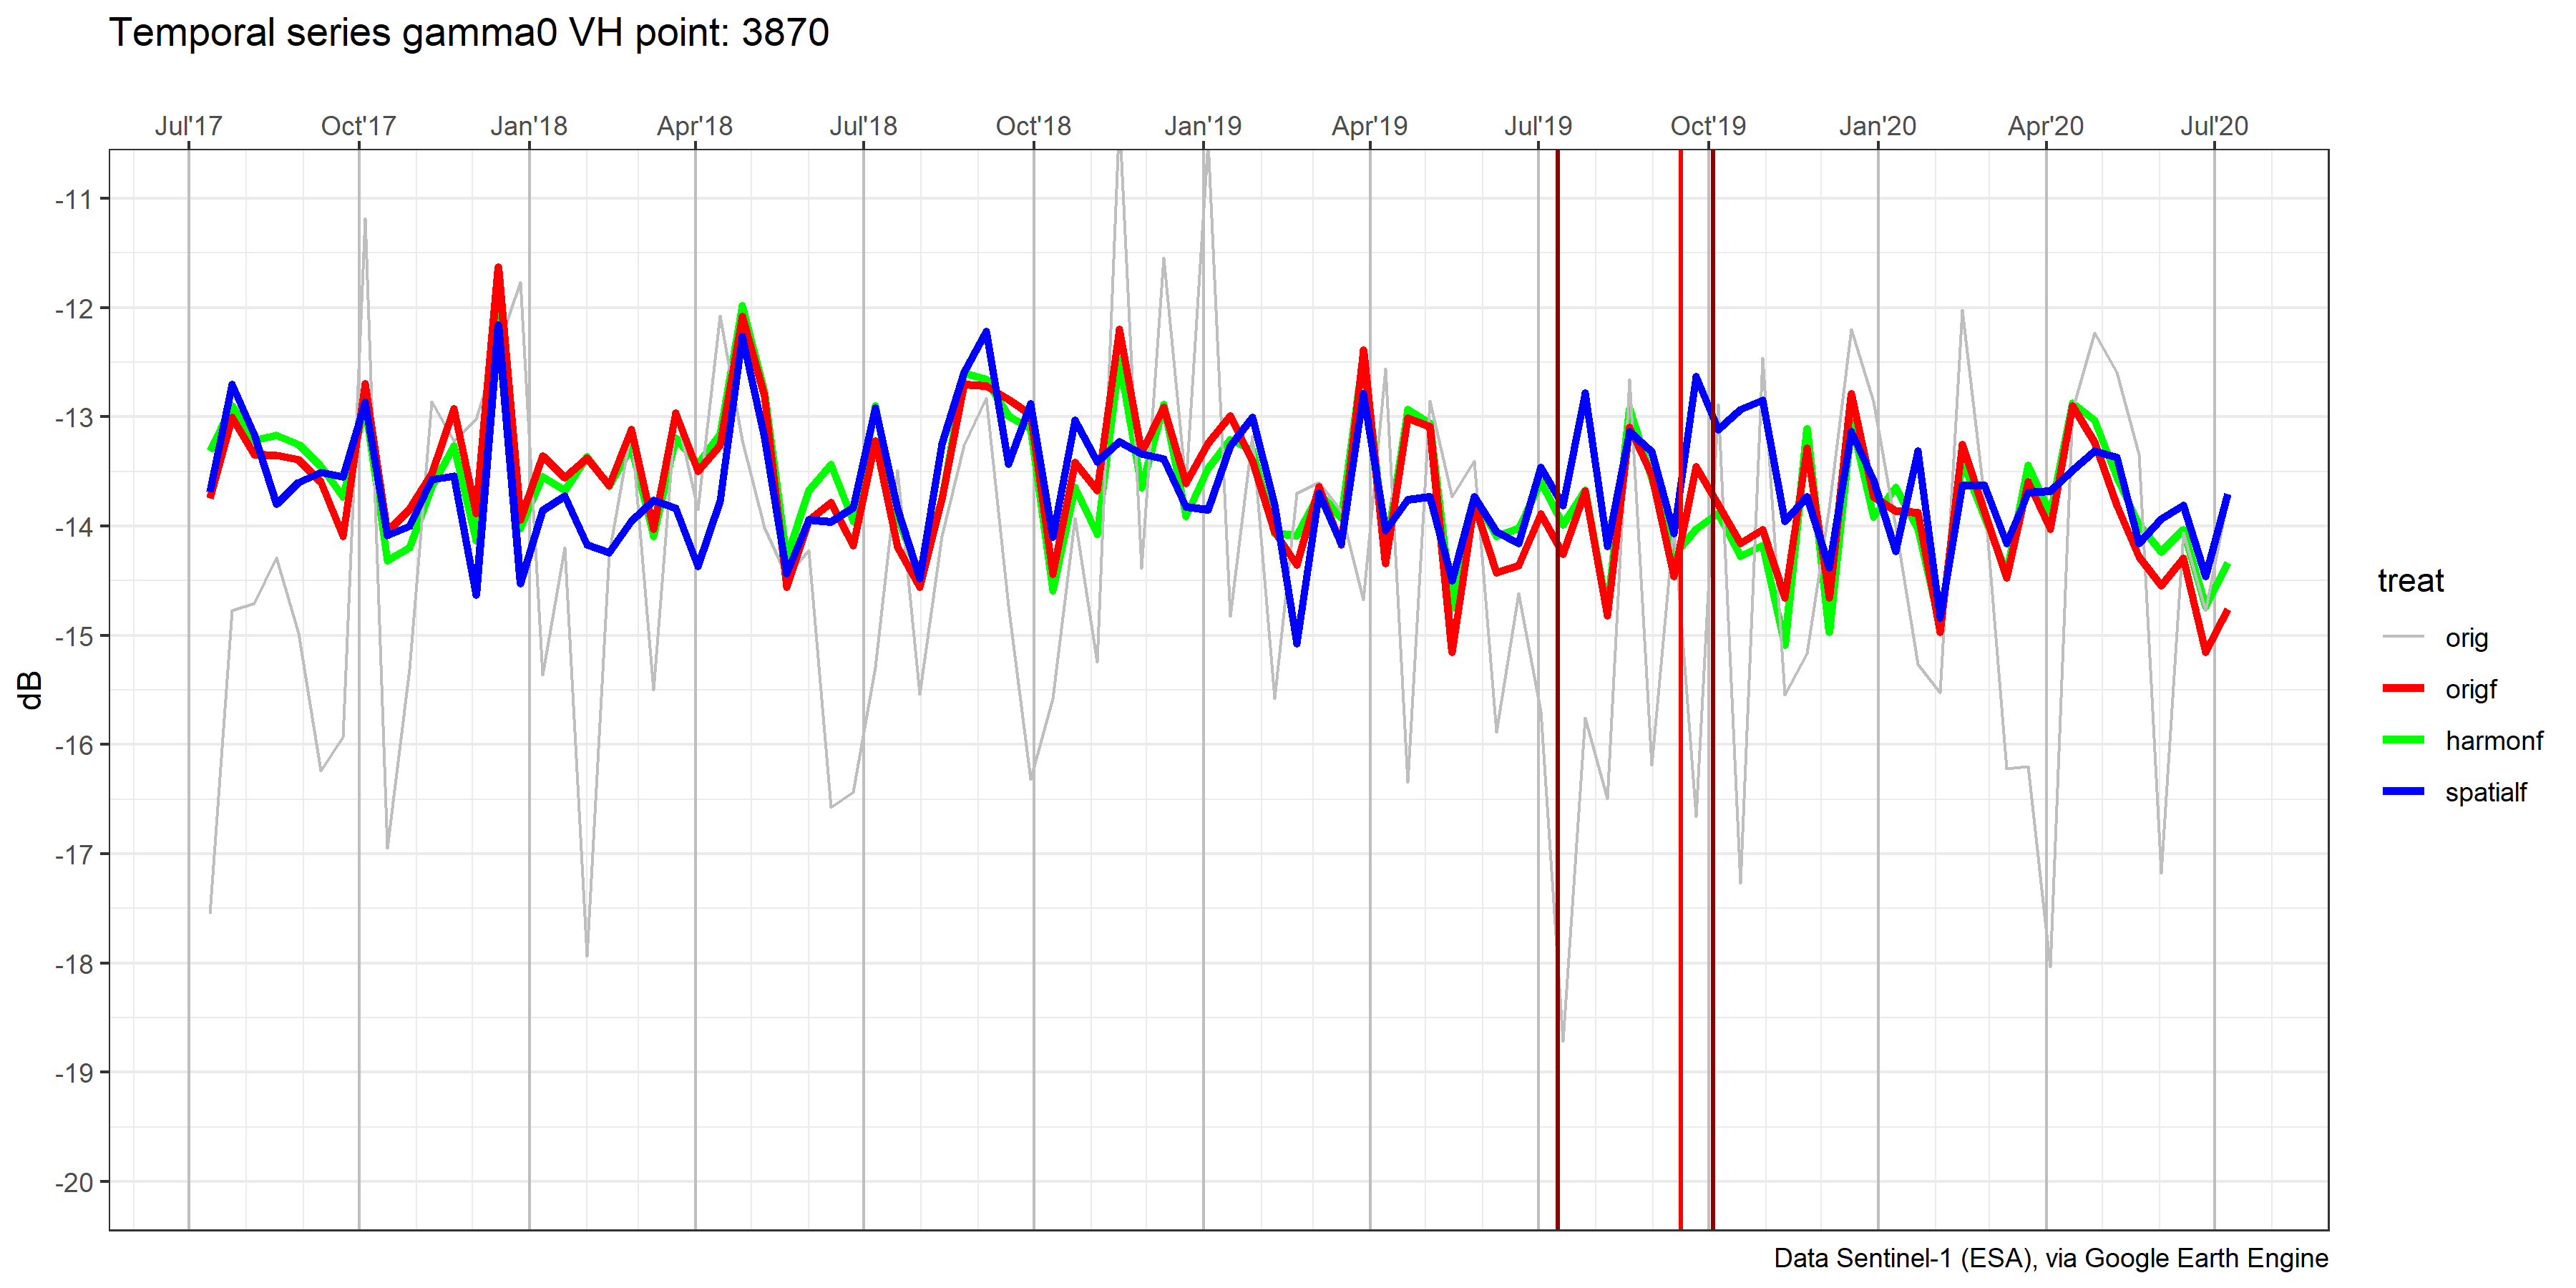 Temporal series gamma0 VH point: 3870
Jul'17 Oct'17 Jan'18 Apr'18 Jul'18 Oct'18 Jan'19 Apr'19 Jul'19 Oct'19 Jan'20 Apr'20 Jul'20
-11
-12
-13
-14
-15
-16
-17
-18
-19
-20
dB
treat
orig
origf
harmonf
spatialf
Data Sentinel-1 (ESA), via Google Earth Engine